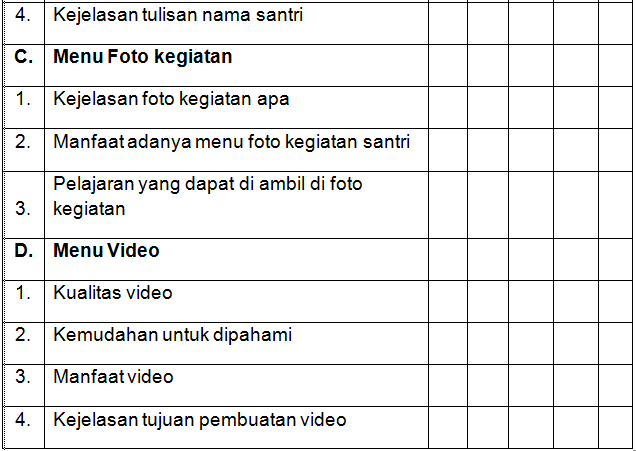 4. Kejelasan tulisan nama santri
C. Menu Foto kegiatan
1. Kejelasan foto kegiatan apa
2. Manfaat adanya menu foto kegiatan santri
Pelajaran yang dapat di ambil di foto
3. kegiatan
D. Menu Video
1. Kualitas video
2. Kemudahan untuk dipahami
3. Manfaat video
4. Kejelasan tujuan pembuatan video